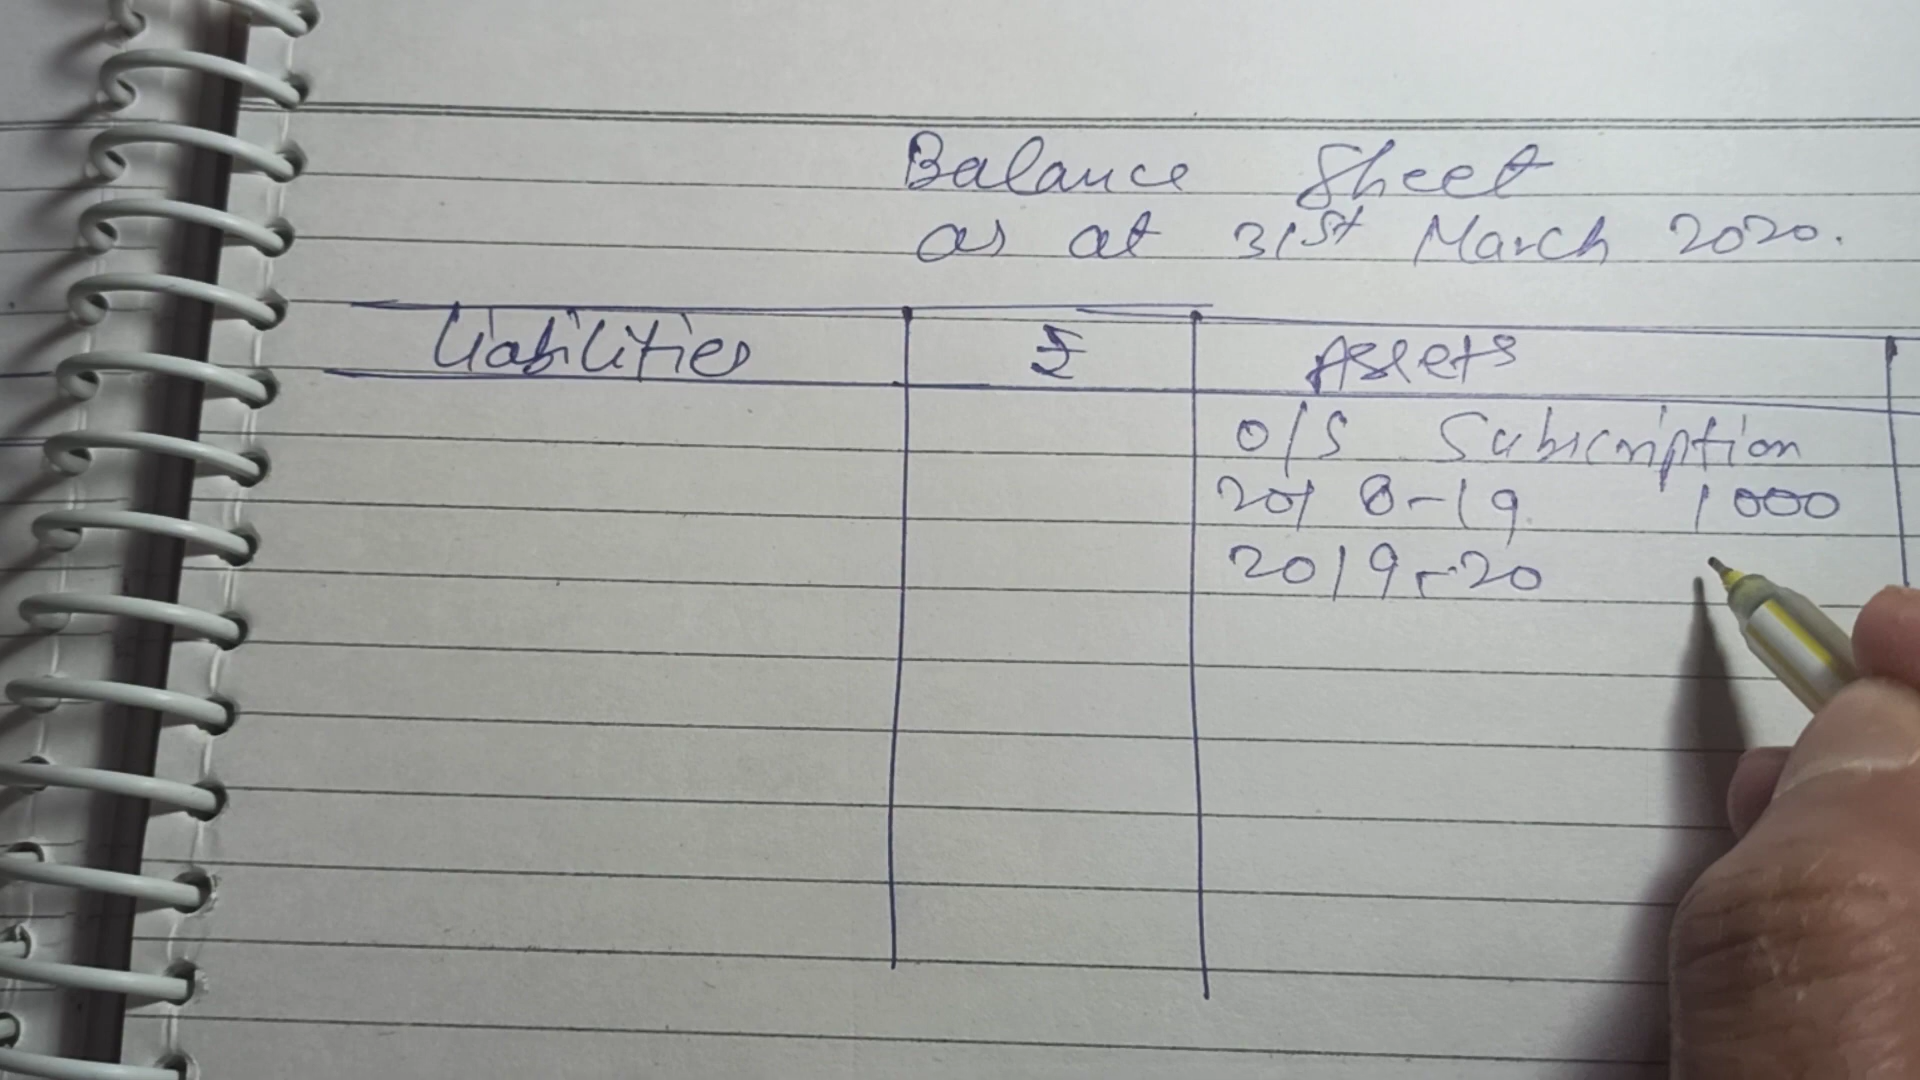 Balance Sheet
as at 31st March 2020.
Liabilities ₹ Assets
O/S Subscription
2018-19 1000
2019-20